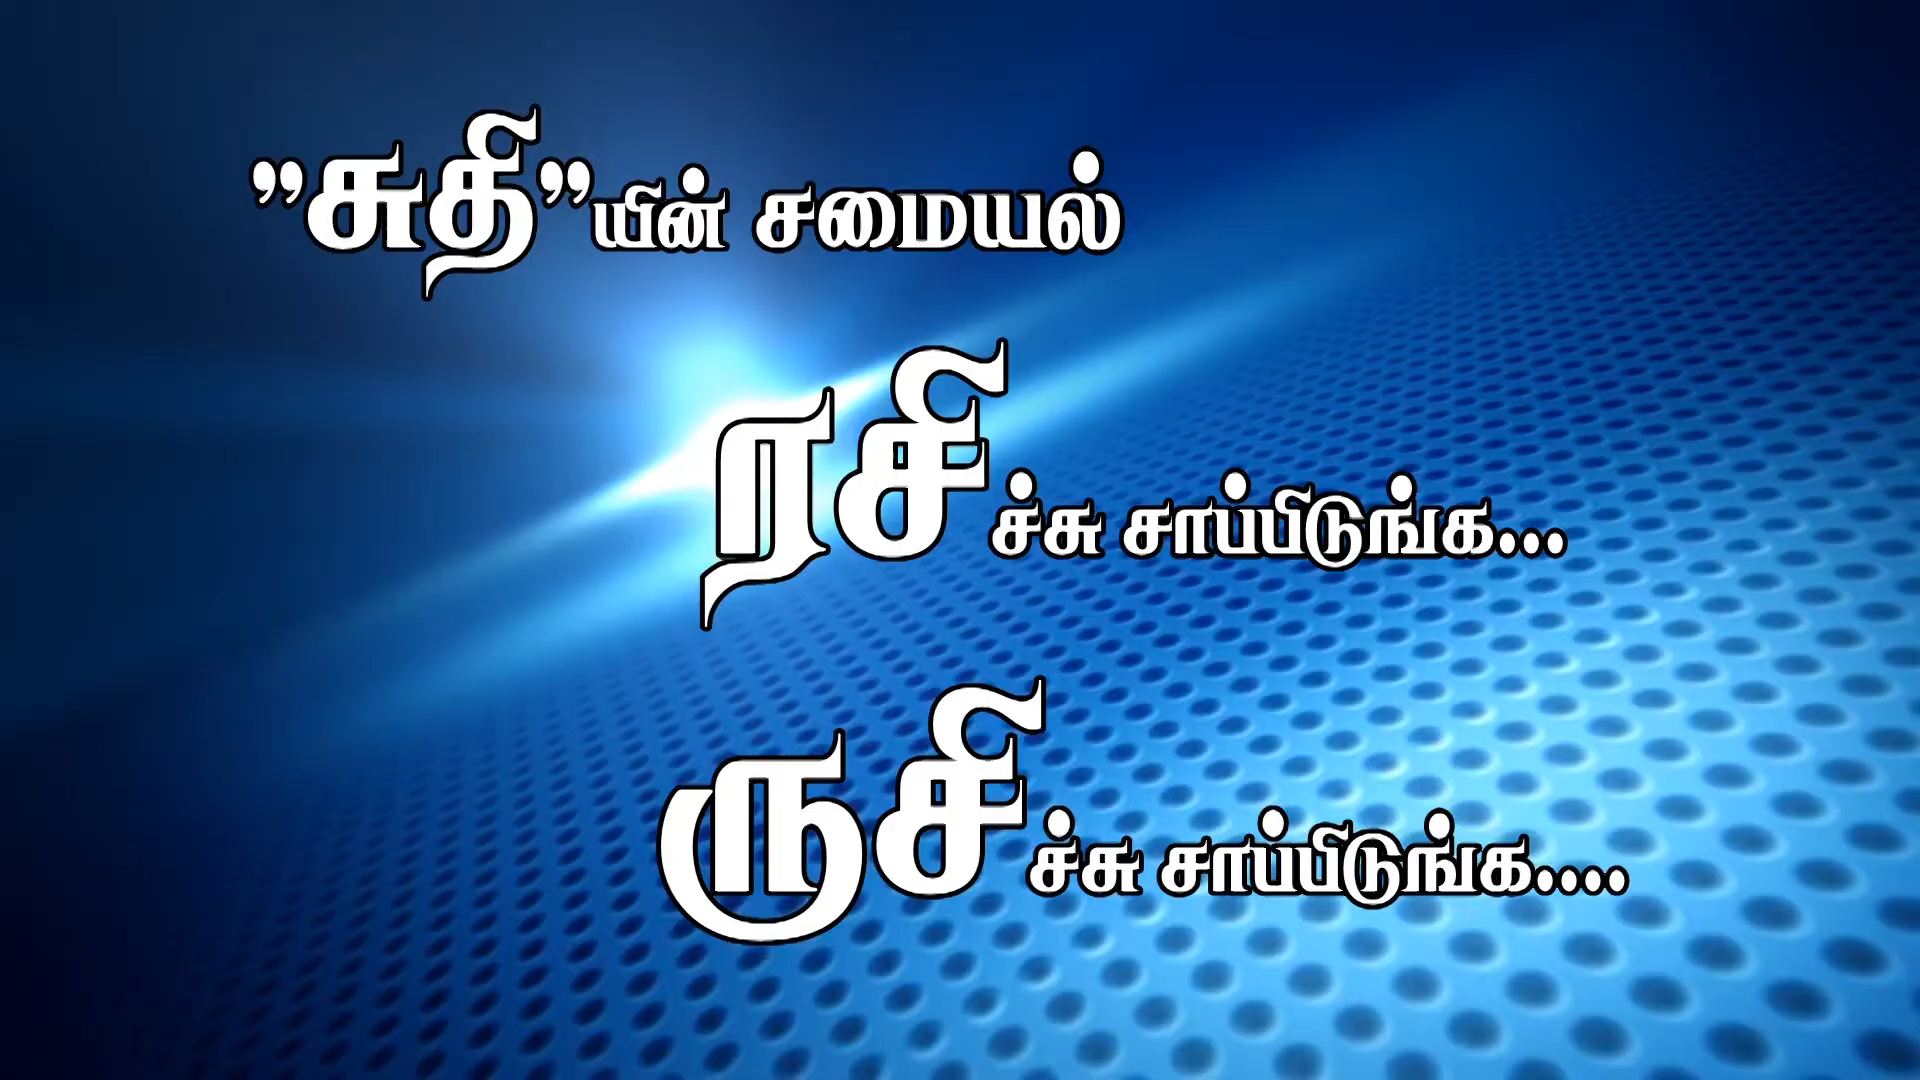 ”சுதி”யின் சமையல்
ரசிச்சு சாப்பிடுங்க...
ருசிச்சு சாப்பிடுங்க....